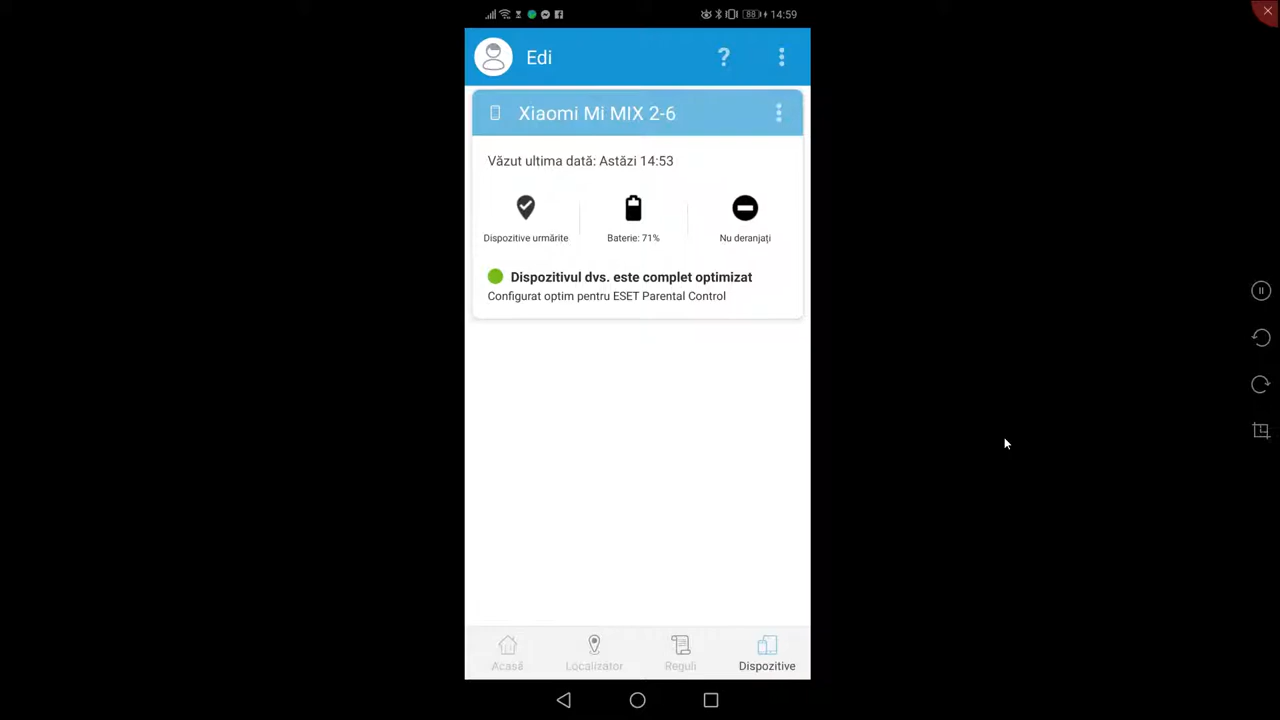 88 14:59
Edi ?
Xiaomi Mi MIX 2-6
Văzut ultima dată: Astăzi 14:53
Dispozitive urmărite Baterie: 71% Nu deranjați
Dispozitivul dvs. este complet optimizat
Configurat optim pentru ESET Parental Control
Acasă Localizator Reguli Dispozitive